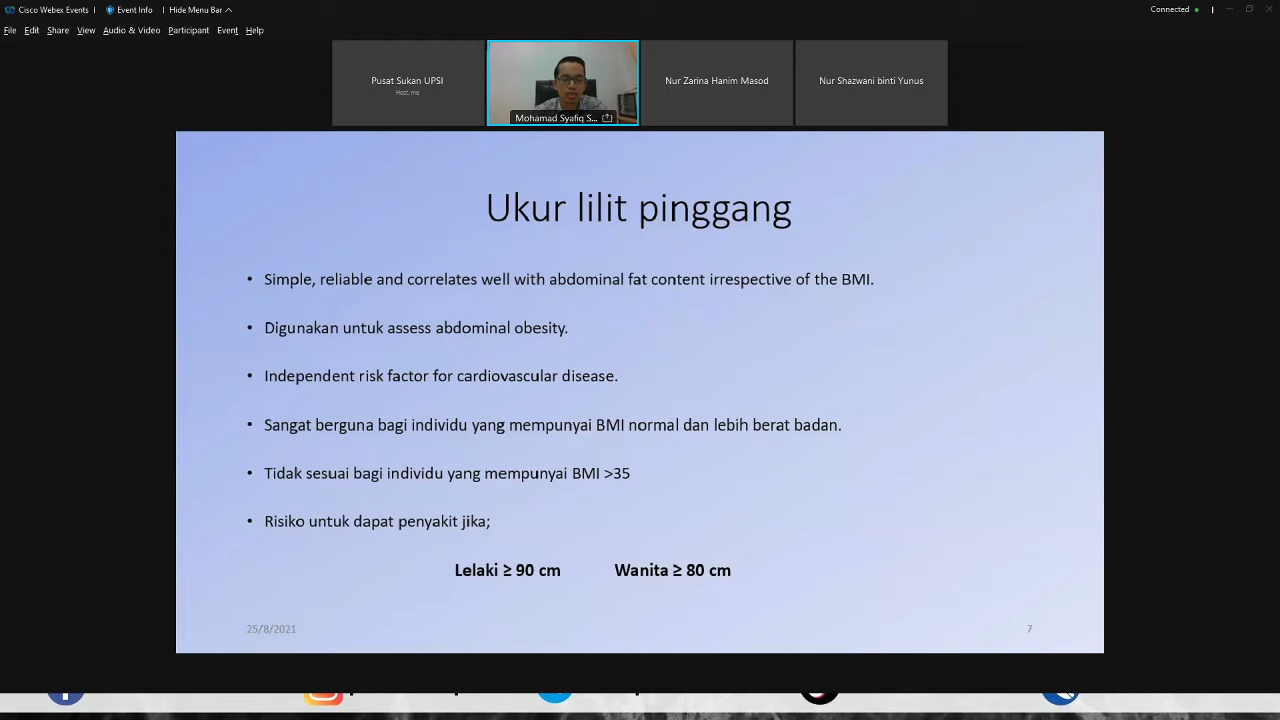 Cisco Webex Events
Event Info
Hide Menu Bar
Connected
File Edit Share View Audio & Video Participant Event Help
Pusat Sukan UPSI
Host, me
Mohamad Syafiq S...
Nur Zarina Hanim Masod
Nur Shazwani binti Yunus
Ukur lilit pinggang
• Simple, reliable and correlates well with abdominal fat content irrespective of the BMI.
• Digunakan untuk assess abdominal obesity.
• Independent risk factor for cardiovascular disease.
• Sangat berguna bagi individu yang mempunyai BMI normal dan lebih berat badan.
• Tidak sesuai bagi individu yang mempunyai BMI >35
• Risiko untuk dapat penyakit jika;
Lelaki ≥ 90 cm Wanita ≥ 80 cm
25/8/2021
7